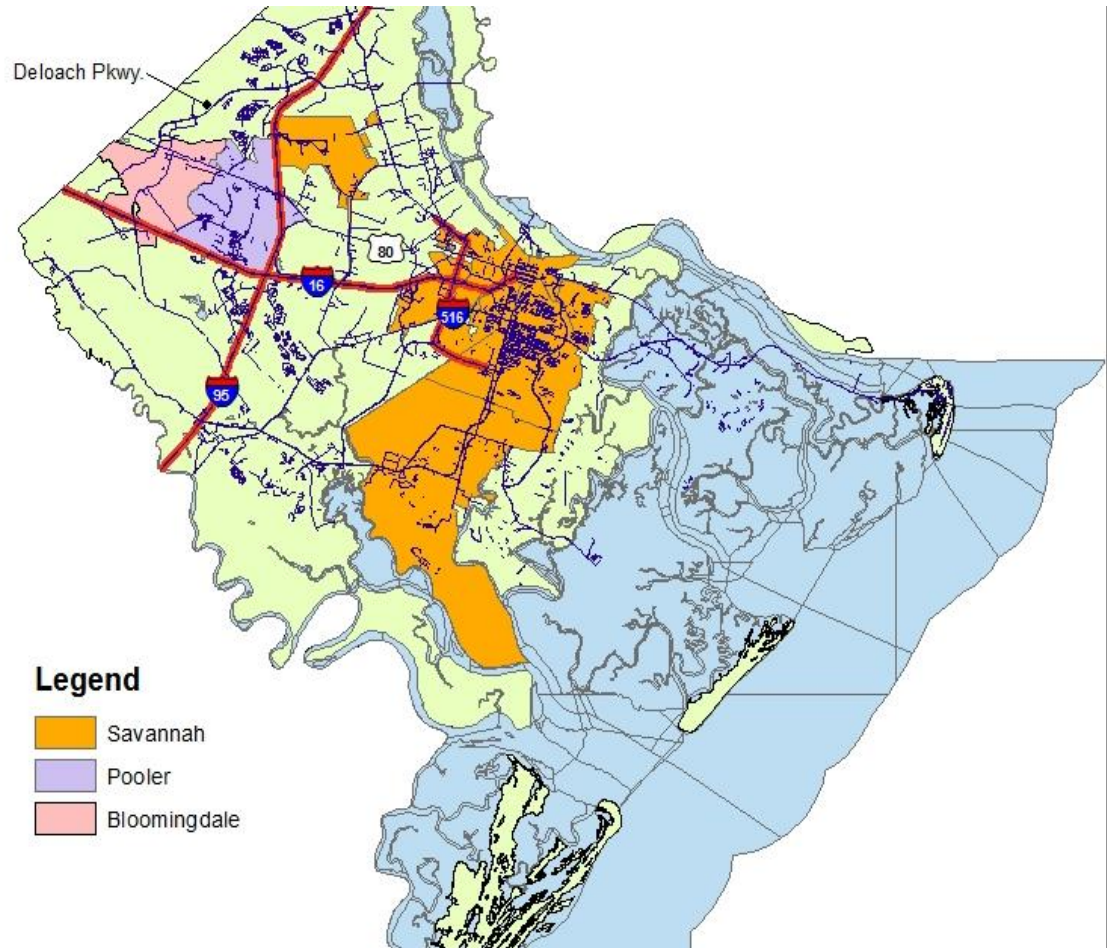 Deloach Pkwy.
80
16
516
95
Legend
Savannah
Pooler
Bloomingdale